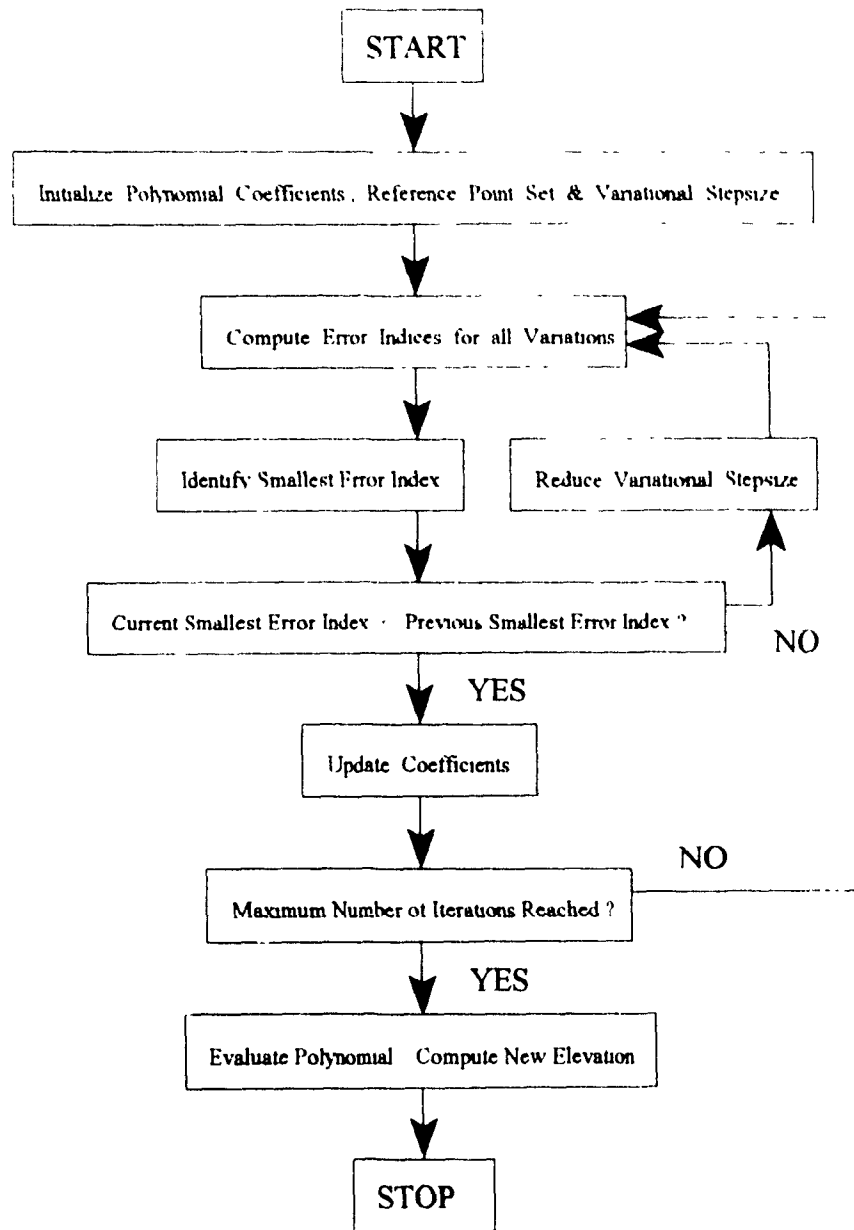 START
Initialize Polynomial Coefficients, Reference Point Set & Variational Stepsize
Compute Error Indices for all Variations
Identify Smallest Error Index
Reduce Variational Stepsize
Current Smallest Error Index Previous Smallest Error Index ?
NO
YES
Update Coefficients
NO
Maximum Number of Iterations Reached ?
YES
Evaluate Polynomial Compute New Elevation
STOP